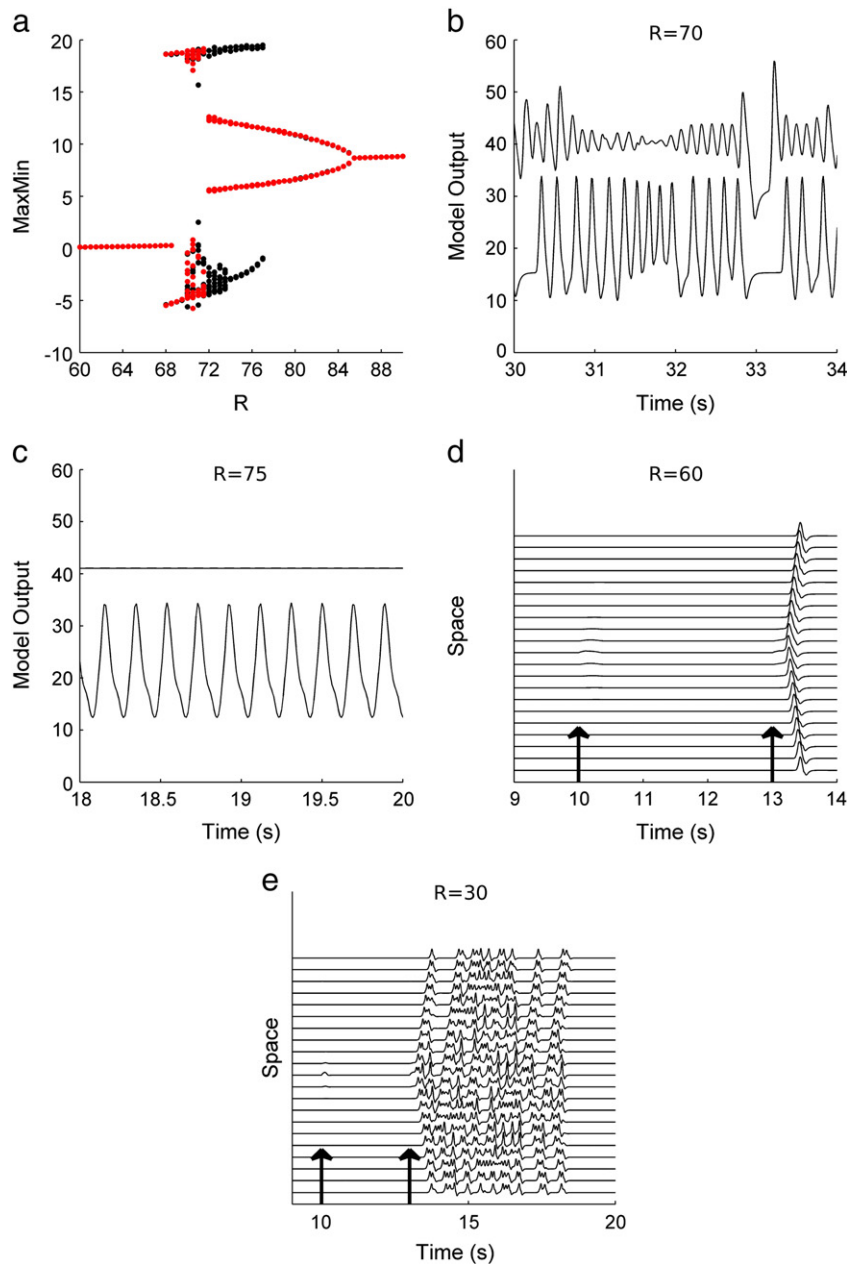 a
20
15
10
5
0
-5
-10
MaxMin
60 64 68 72 76 80 84 88
R
b
R=70
60
50
40
30
20
10
0
Model Output
30 31 32 33 34
Time (s)
c
R=75
60
50
40
30
20
10
0
Model Output
18 18.5 19 19.5 20
Time (s)
d
R=60
Space
9 10 11 12 13 14
Time (s)
e
R=30
Space
10 15 20
Time (s)